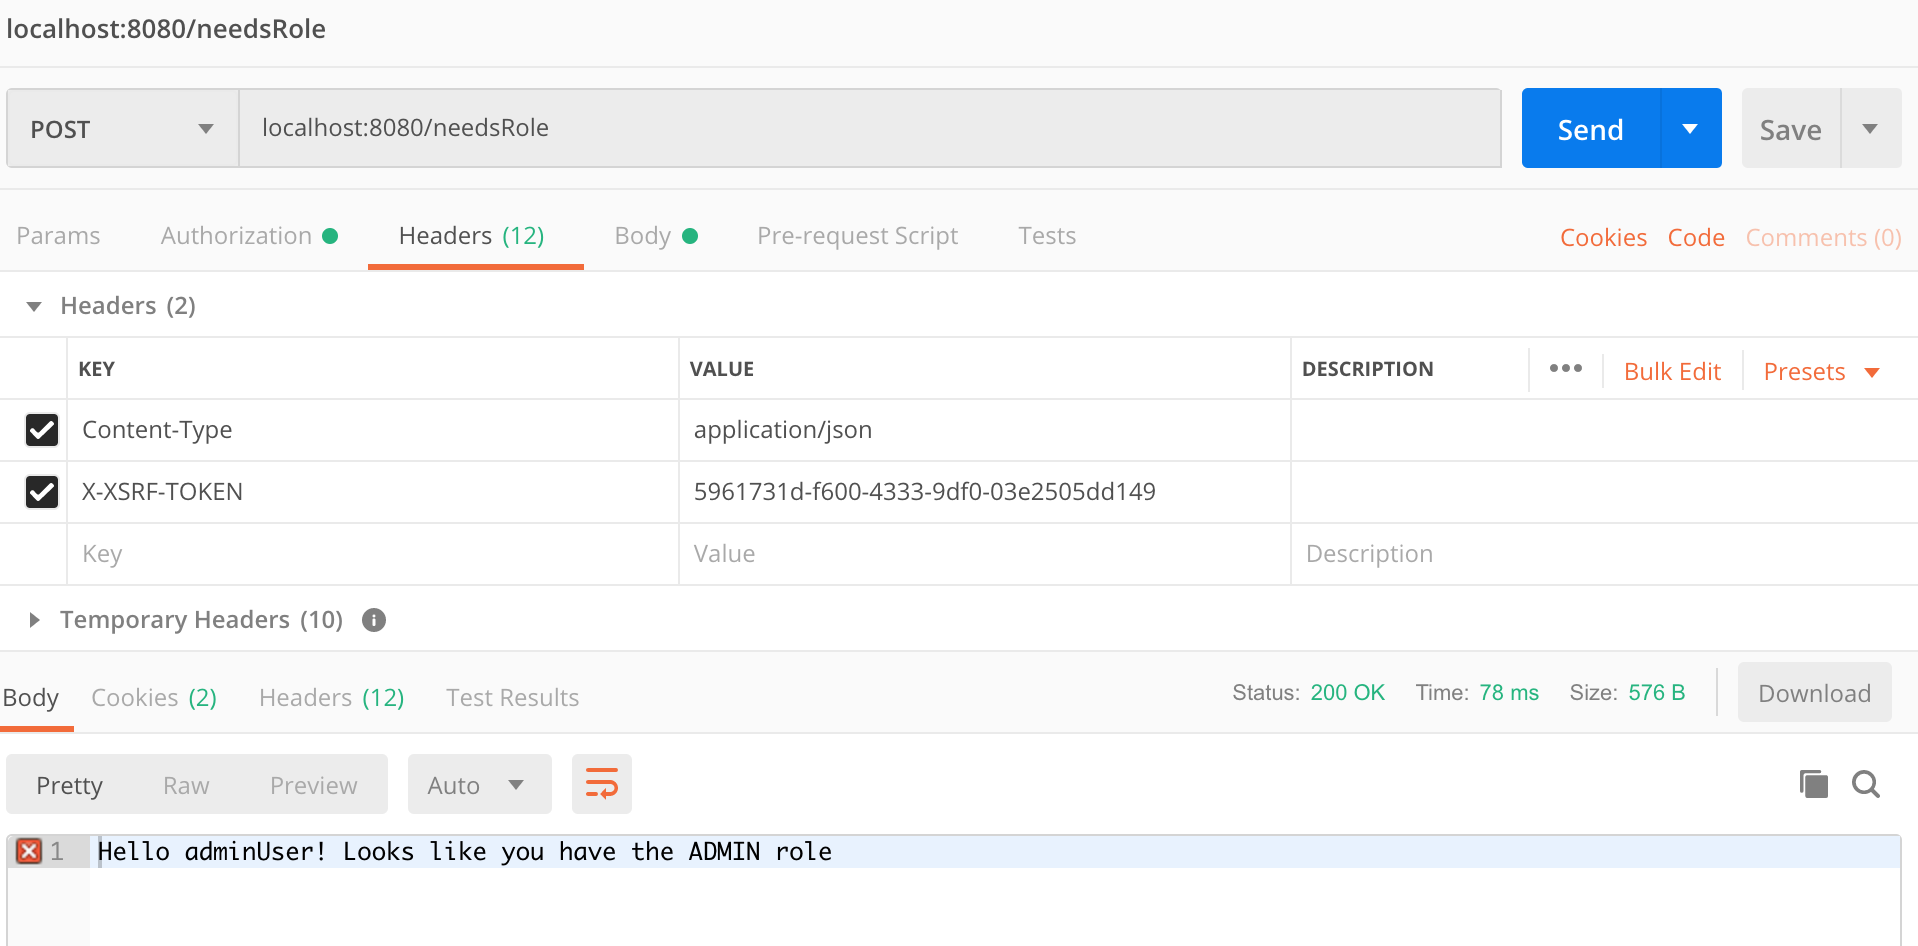 localhost:8080/needsRole
POST localhost:8080/needsRole Send Save
Params Authorization Headers (12) Body Pre-request Script Tests Cookies Code Comments (0)
Headers (2)
KEY VALUE DESCRIPTION ••• Bulk Edit Presets
Content-Type application/json
X-XSRF-TOKEN 5961731d-f600-4333-9df0-03e2505dd149
Key Value Description
Temporary Headers (10) i
Body Cookies (2) Headers (12) Test Results Status: 200 OK Time: 78 ms Size: 576 B Download
Pretty Raw Preview Auto
1 Hello adminUser! Looks like you have the ADMIN role